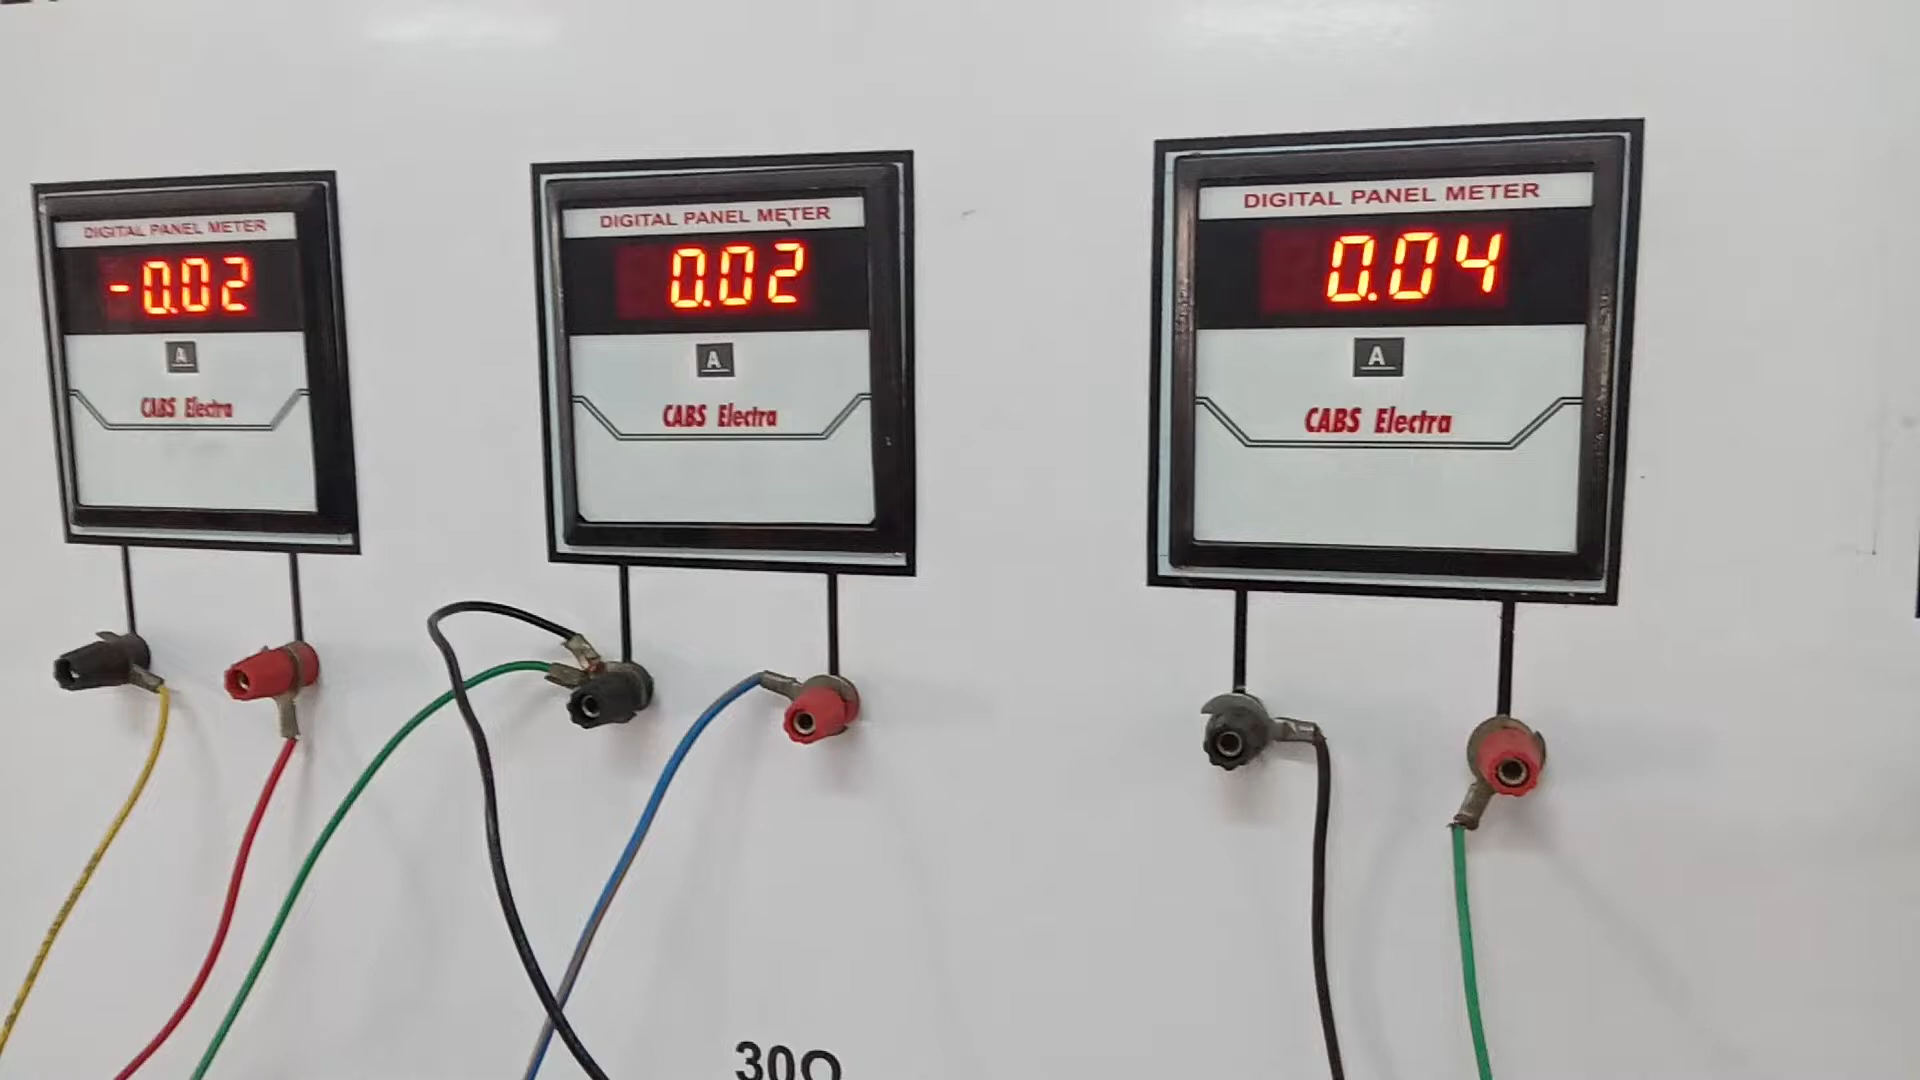 DIGITAL PANEL METER
-0.02
A
CABS Electra
DIGITAL PANEL METER
0.02
A
CABS Electra
DIGITAL PANEL METER
0.04
A
CABS Electra
30Ω